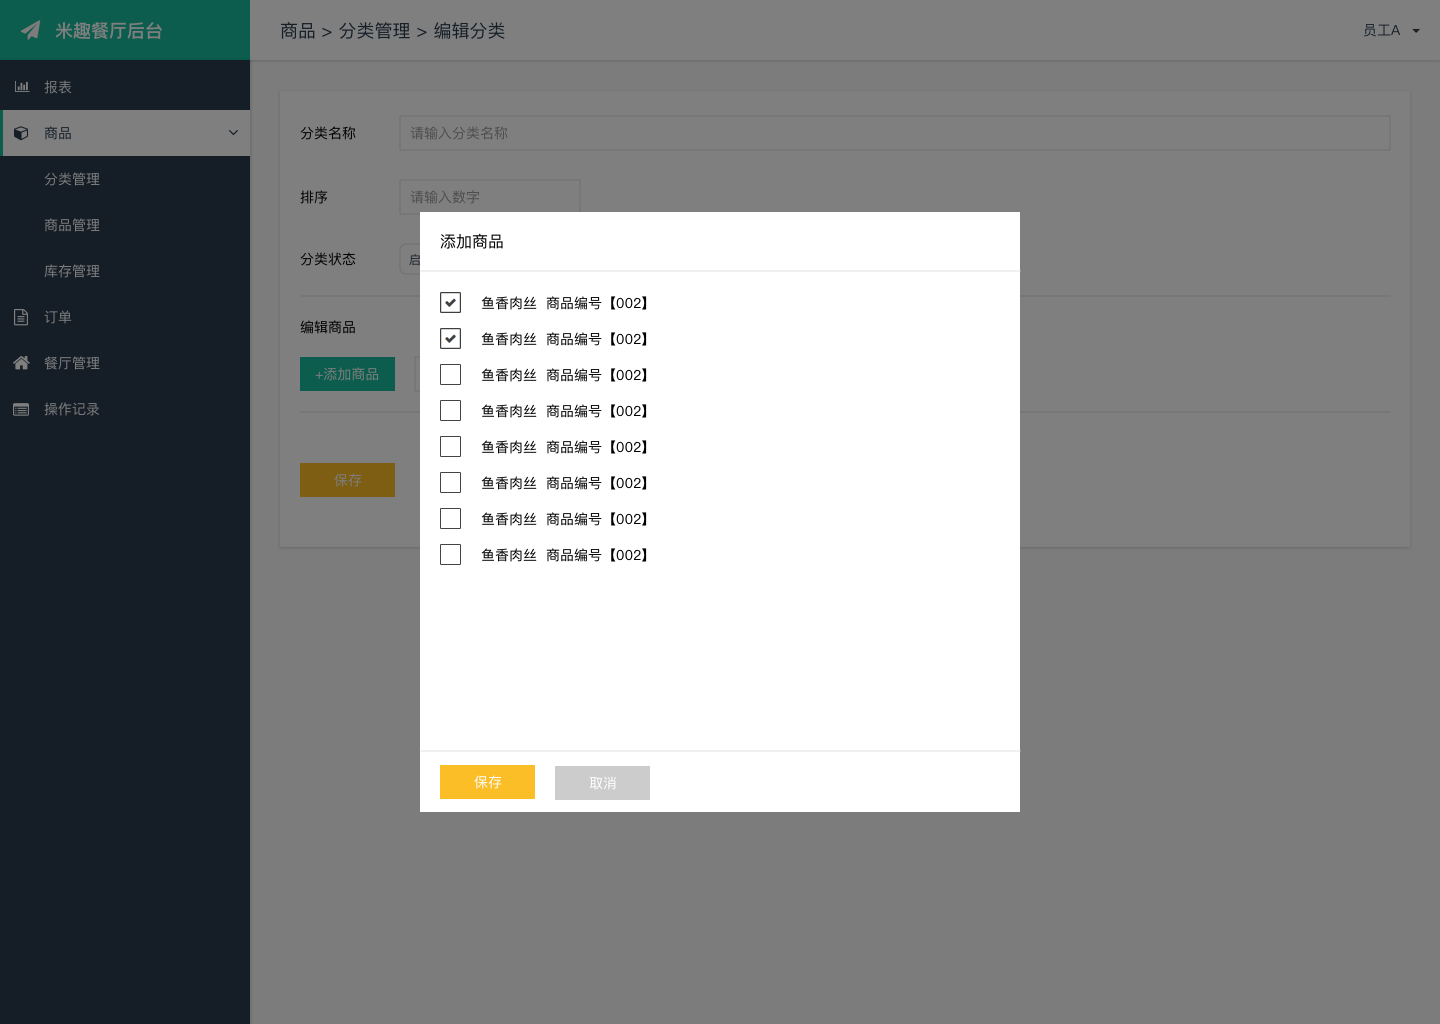 米趣餐厅后台
商品 > 分类管理 > 编辑分类
员工A
报表
商品
分类管理
商品管理
库存管理
订单
餐厅管理
操作记录
分类名称 请输入分类名称
排序 请输入数字
分类状态 启
编辑商品
+添加商品
保存
添加商品
鱼香肉丝 商品编号【002】
鱼香肉丝 商品编号【002】
鱼香肉丝 商品编号【002】
鱼香肉丝 商品编号【002】
鱼香肉丝 商品编号【002】
鱼香肉丝 商品编号【002】
鱼香肉丝 商品编号【002】
鱼香肉丝 商品编号【002】
保存 取消